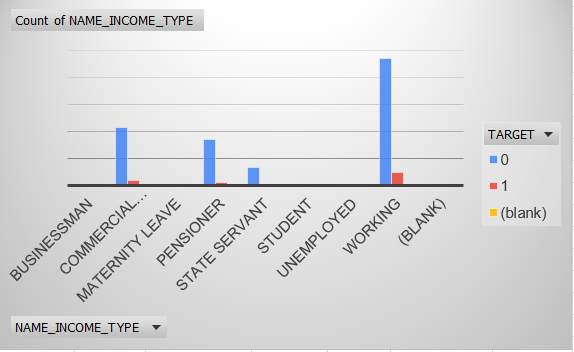 Count of NAME_INCOME_TYPE
TARGET
0
1
(blank)
BUSINESSMAN
COMMERCIAL...
MATERNITY LEAVE
PENSIONER
STATE SERVANT
STUDENT
UNEMPLOYED
WORKING
(BLANK)
NAME_INCOME_TYPE